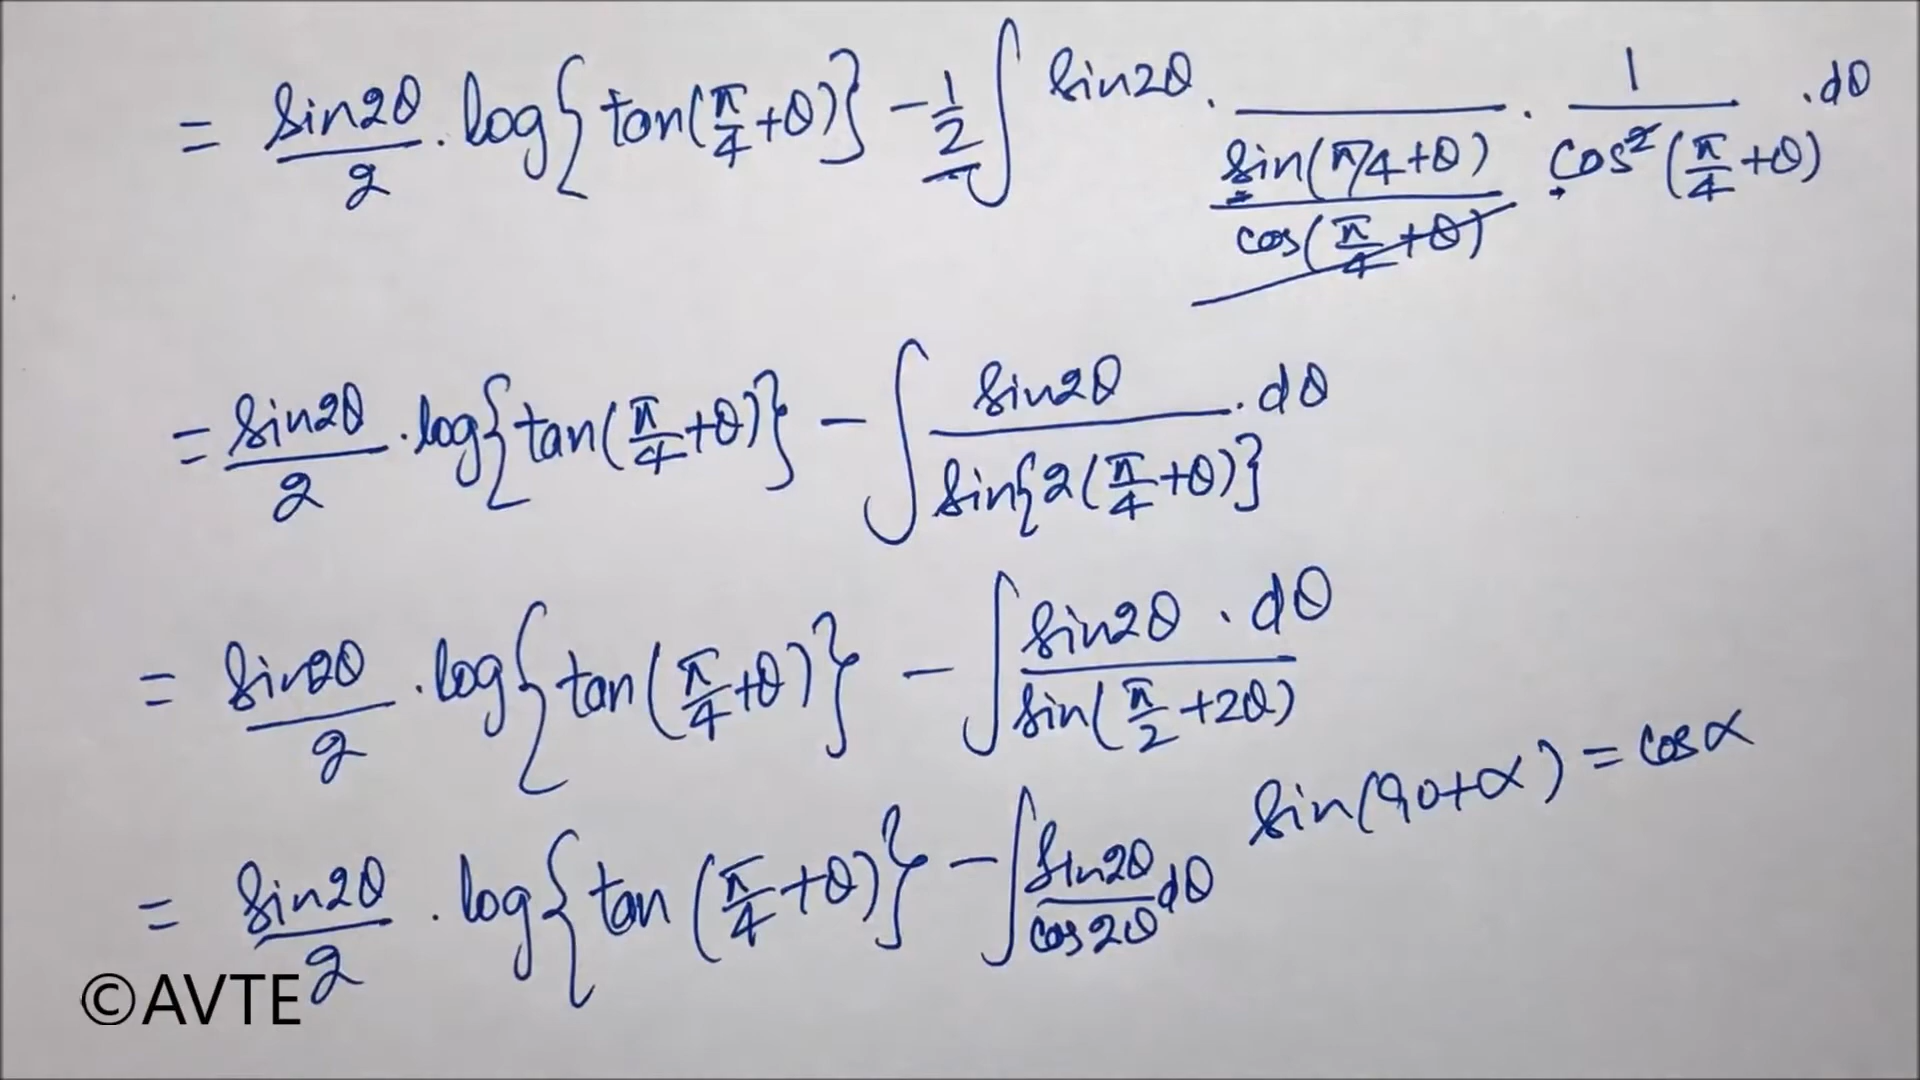 = sin2θ/2 . log{tan(π/4+θ)} - 1/2 ∫ sin2θ . 1/(sin(π/4+θ)/cos(π/4+θ)) . 1/cos²(π/4+θ) . dθ
= sin2θ/2 . log{tan(π/4+θ)} - ∫ sin2θ/sin{2(π/4+θ)} . dθ
= sin2θ/2 . log{tan(π/4+θ)} - ∫ sin2θ . dθ/sin(π/2+2θ)
sin(90+α) = cosα
= sin2θ/2 . log{tan(π/4+θ)} - ∫ sin2θ/cos2θ dθ
©AVTE